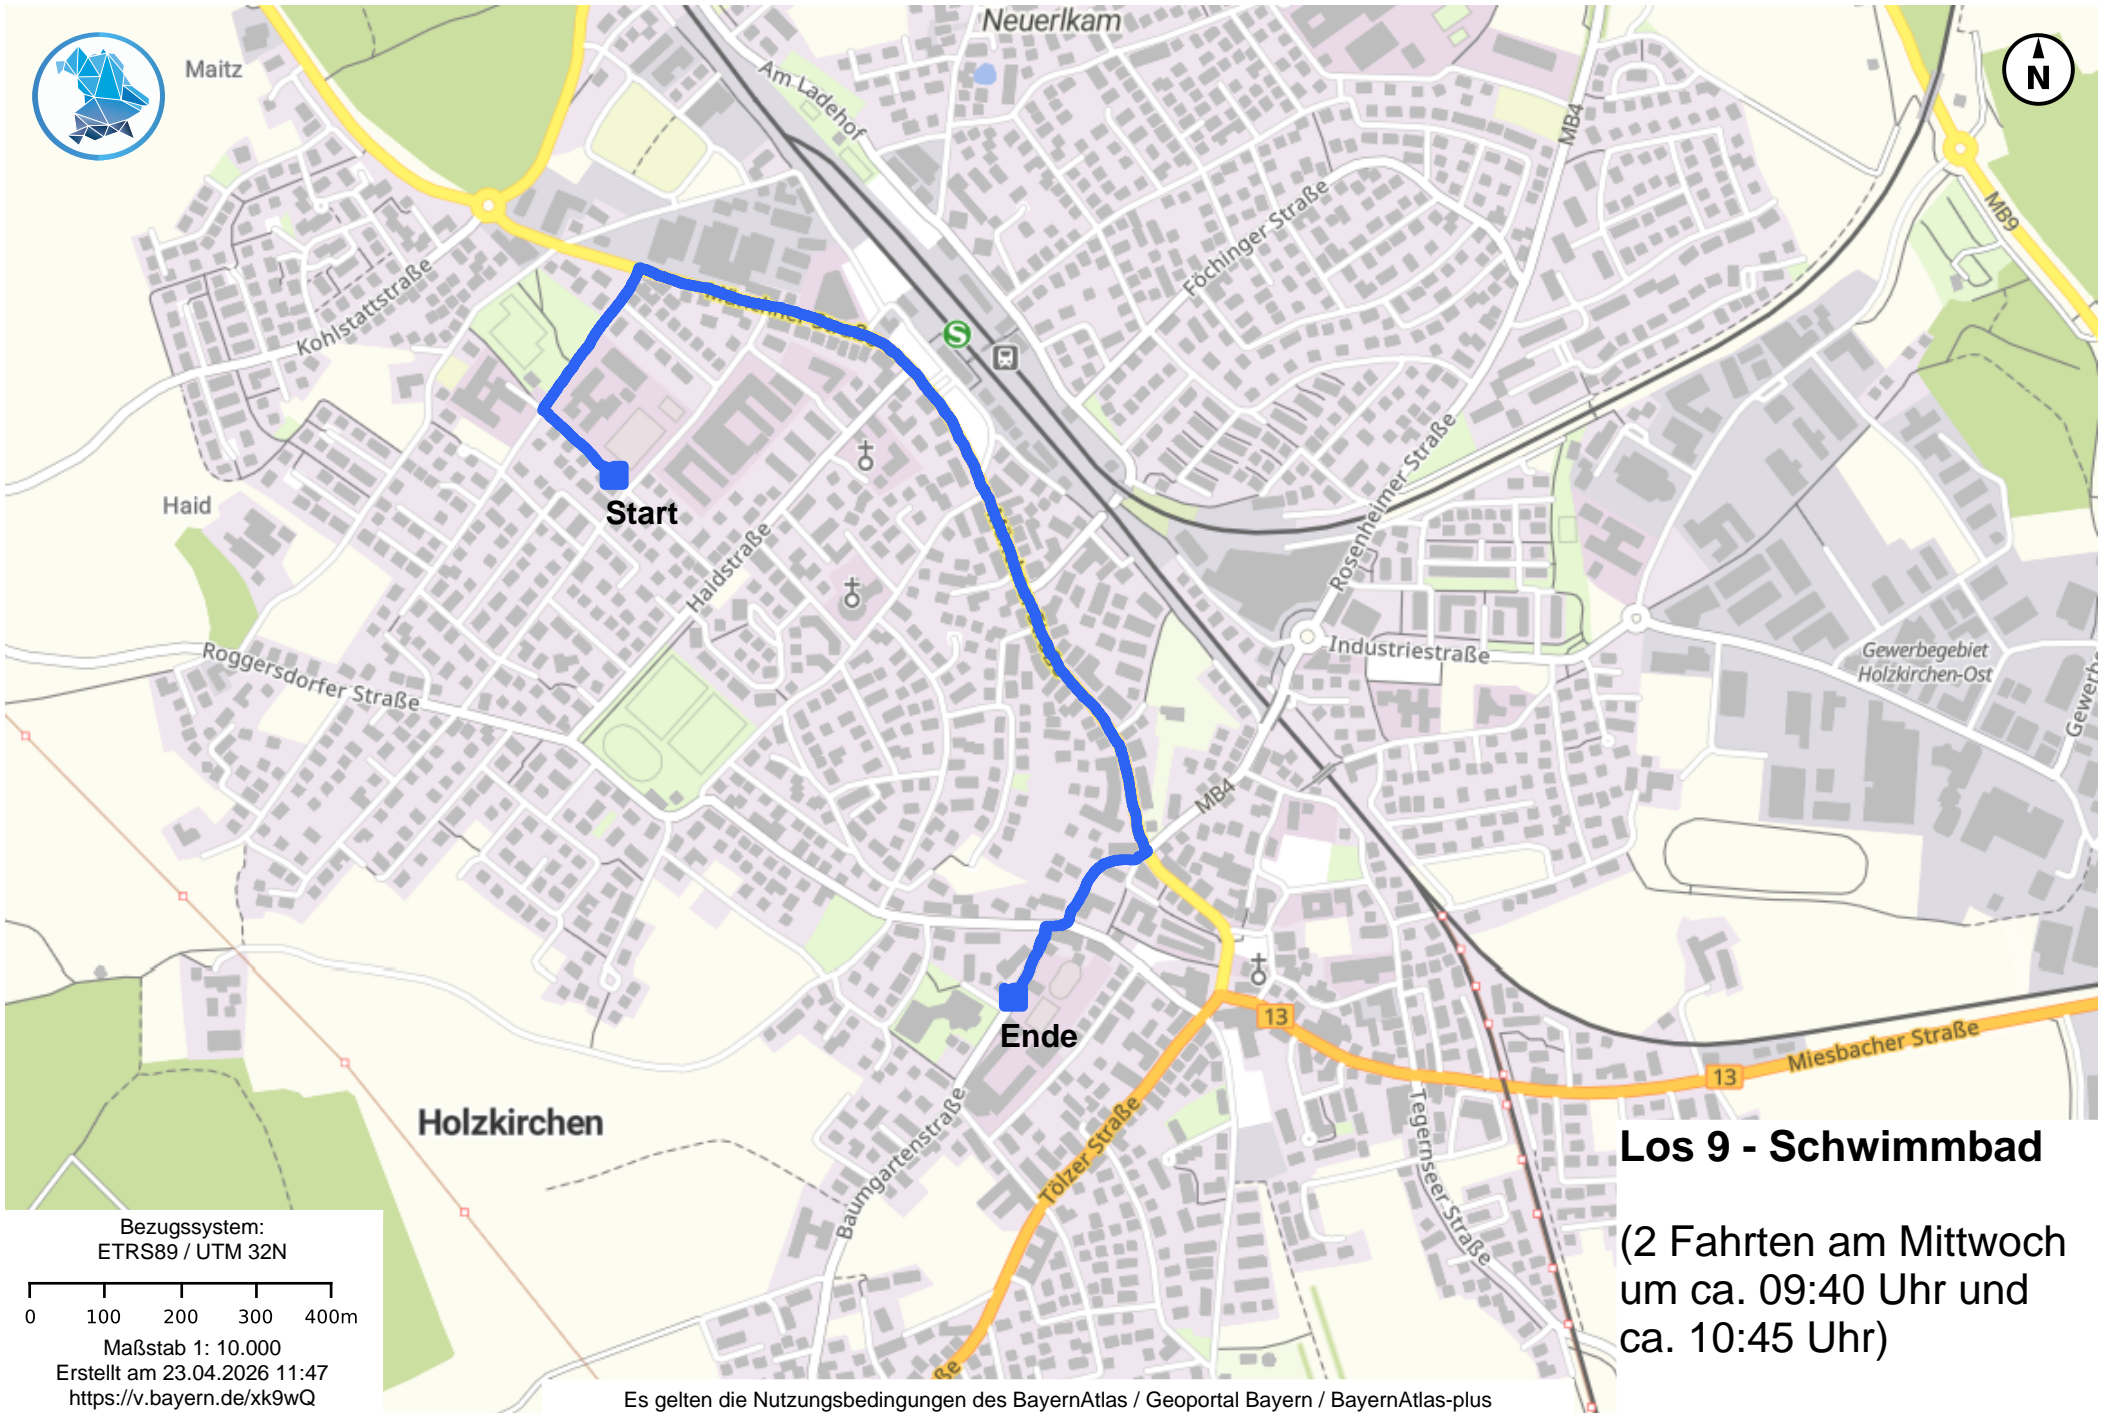 Neuerlkam
Maitz
N
Am Ladehof
MB4
MB9
Föchinger Straße
Kohlstattstraße
S
Haid
Start
Rosenheimer Straße
Haidstraße
Industriestraße
Gewerbegebiet
Holzkirchen-Ost
Roggersdorfer Straße
MB4
13
Ende
Miesbacher Straße
13
Holzkirchen
Baumgartenstraße
Tölzer Straße
Tegernseer Straße
Los 9 - Schwimmbad
(2 Fahrten am Mittwoch
um ca. 09:40 Uhr und
ca. 10:45 Uhr)
Bezugssystem:
ETRS89 / UTM 32N
0 100 200 300 400m
Maßstab 1: 10.000
Erstellt am 23.04.2026 11:47
https://v.bayern.de/xk9wQ
Es gelten die Nutzungsbedingungen des BayernAtlas / Geoportal Bayern / BayernAtlas-plus